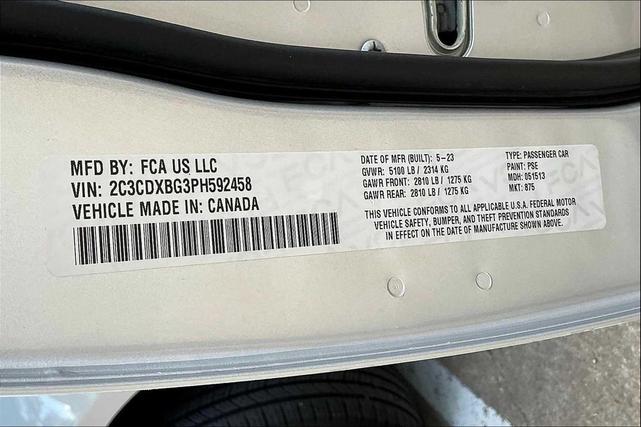 MFD BY: FCA US LLC
VIN: 2C3CDXBG3PH592458
VEHICLE MADE IN: CANADA
DATE OF MFR (BUILT): 5-23
GVWR: 5100 LB / 2314 KG
GAWR FRONT: 2810 LB / 1275 KG
GAWR REAR: 2810 LB / 1275 KG
TYPE: PASSENGER CAR
PAINT: PSE
MDH: 051513
MKT: 875
THIS VEHICLE CONFORMS TO ALL APPLICABLE U.S.A. FEDERAL MOTOR
VEHICLE SAFETY, BUMPER, AND THEFT PREVENTION STANDARDS
IN EFFECT ON THE DATE OF MANUFACTURE SHOWN ABOVE.